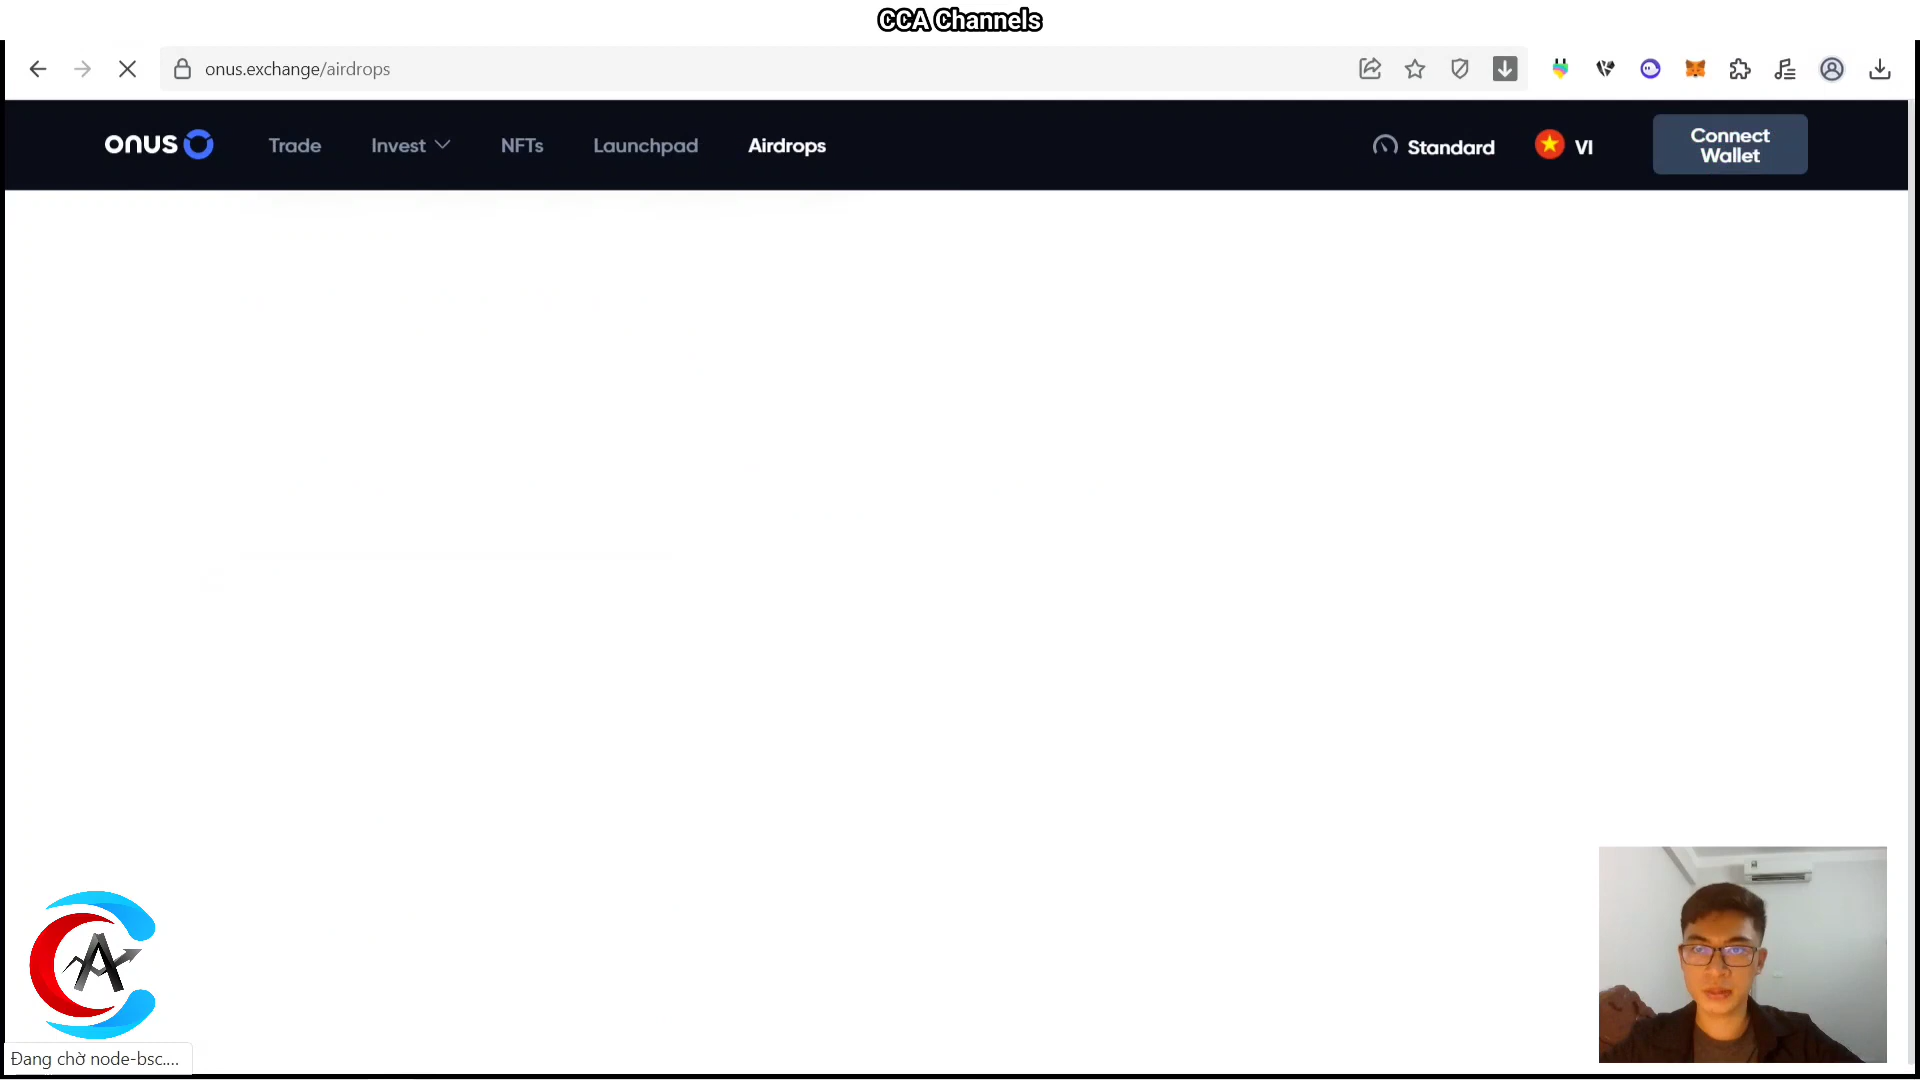 CCA Channels
onus.exchange/airdrops
onus
Trade
Invest
NFTs
Launchpad
Airdrops
Standard
VI
Connect
Wallet
Đang chờ node-bsc....